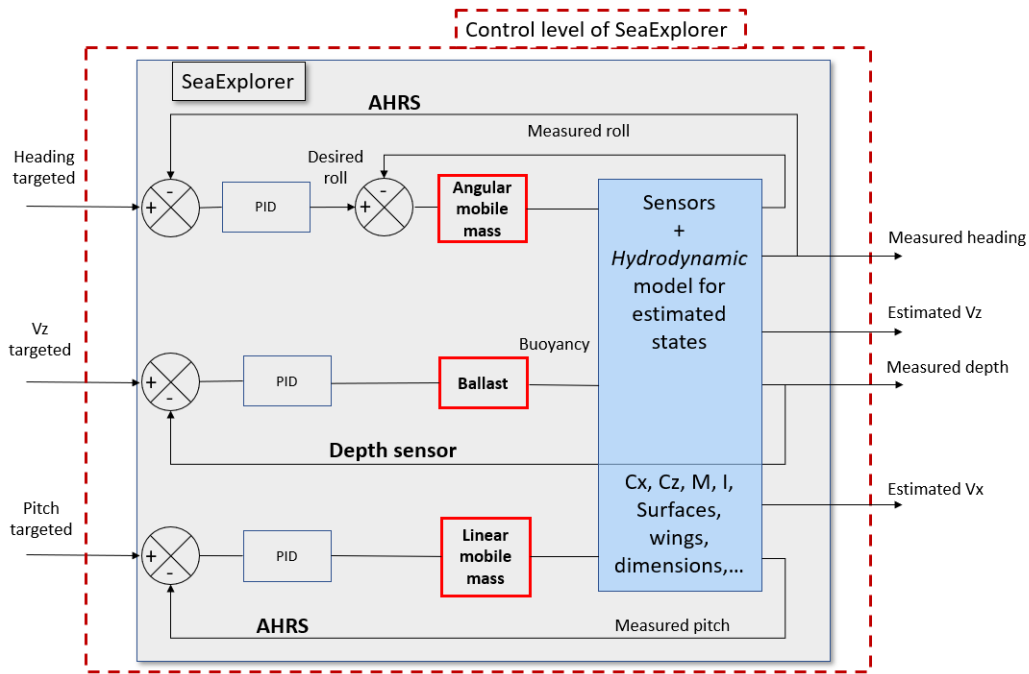 Control level of SeaExplorer
SeaExplorer
AHRS
Measured roll
Heading
targeted
Desired
roll
-
-
+
PID
+
Angular
mobile
mass
Sensors
+
Hydrodynamic
model for
estimated
states
Measured heading
Estimated Vz
Vz
targeted
Buoyancy
Measured depth
+
-
PID
Ballast
Depth sensor
Cx, Cz, M, I,
Surfaces,
wings,
dimensions,...
Estimated Vx
Pitch
targeted
+
-
PID
Linear
mobile
mass
AHRS
Measured pitch